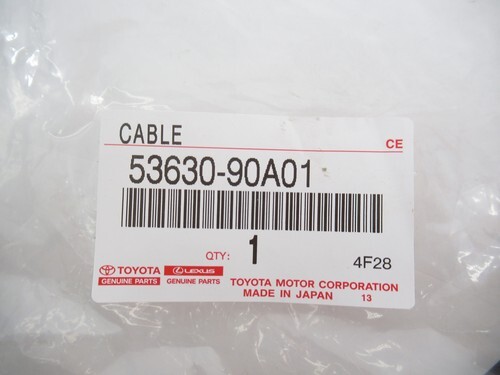 CABLE
CE
53630-90A01
QTY: 1
4F28
TOYOTA LEXUS
GENUINE PARTS GENUINE PARTS
TOYOTA MOTOR CORPORATION
MADE IN JAPAN 13